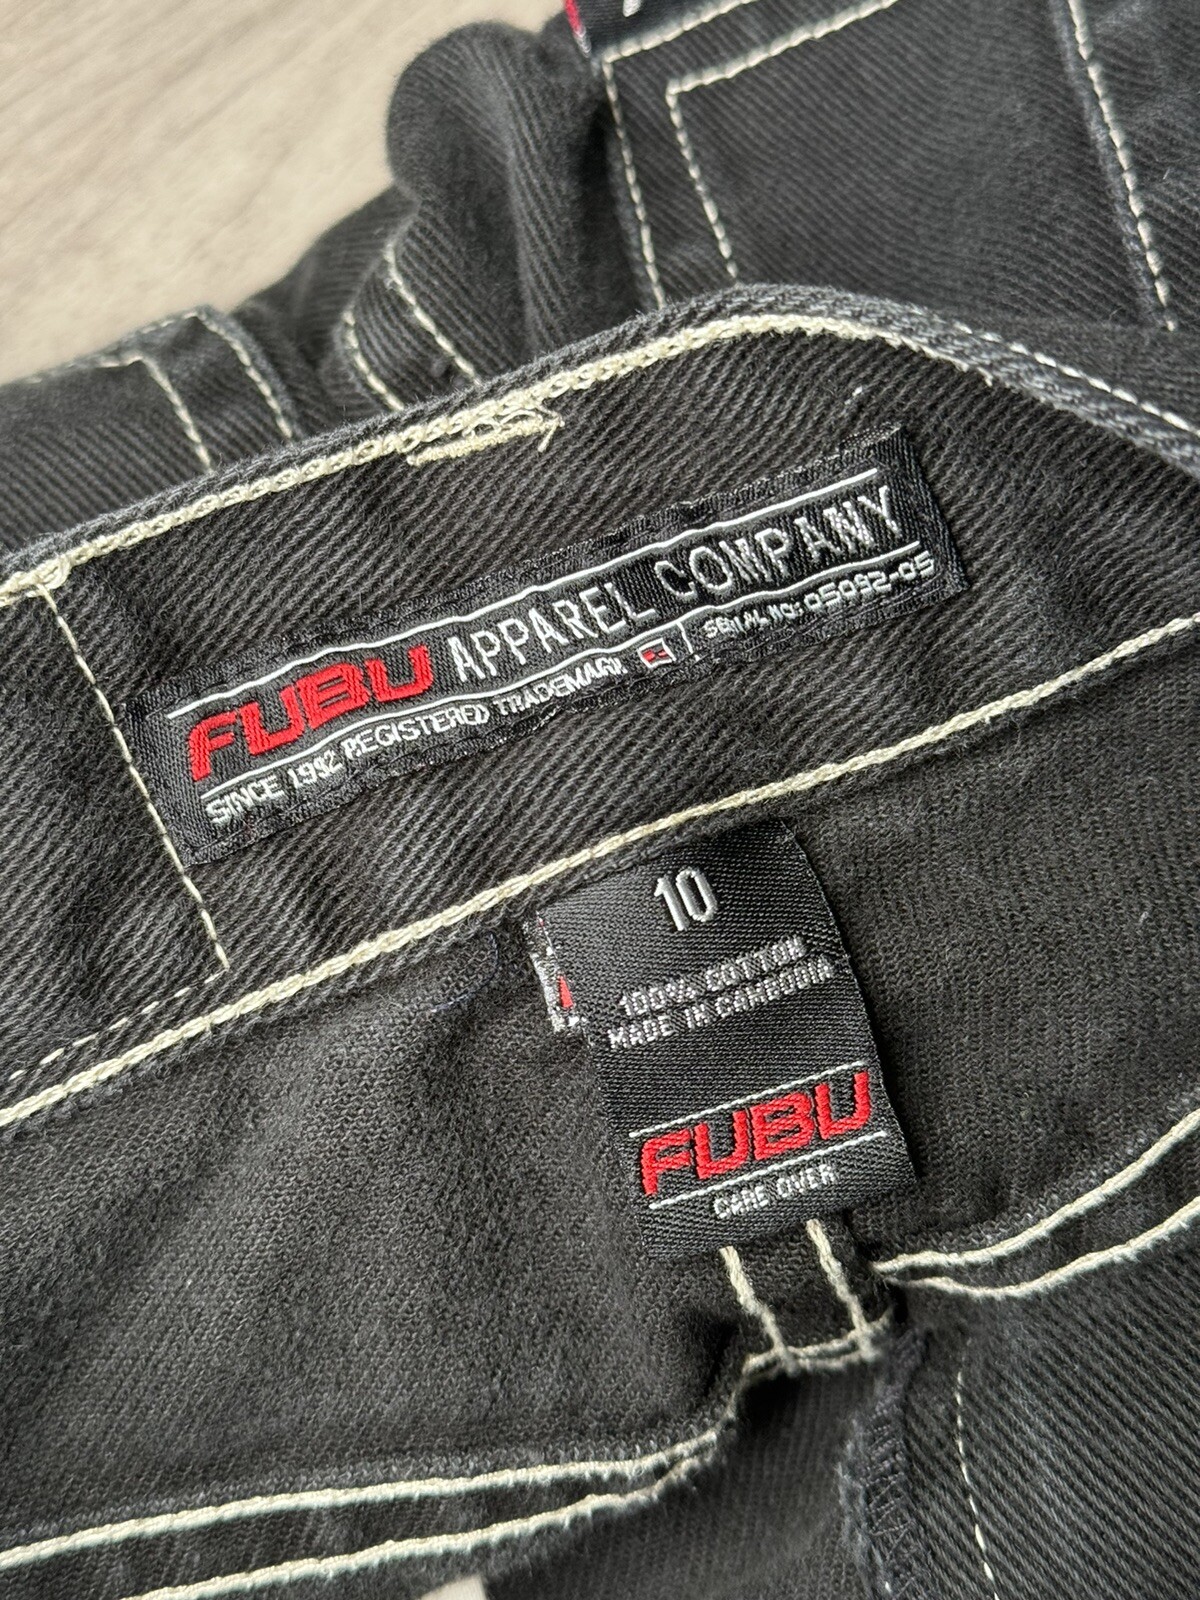 FUBU APPAREL COMPANY
SINCE 1992 REGISTERED TRADEMARK
SERIAL NO: 05092-05
10
100% COTTON
MADE IN CAMBODIA
FUBU
CARE OVER